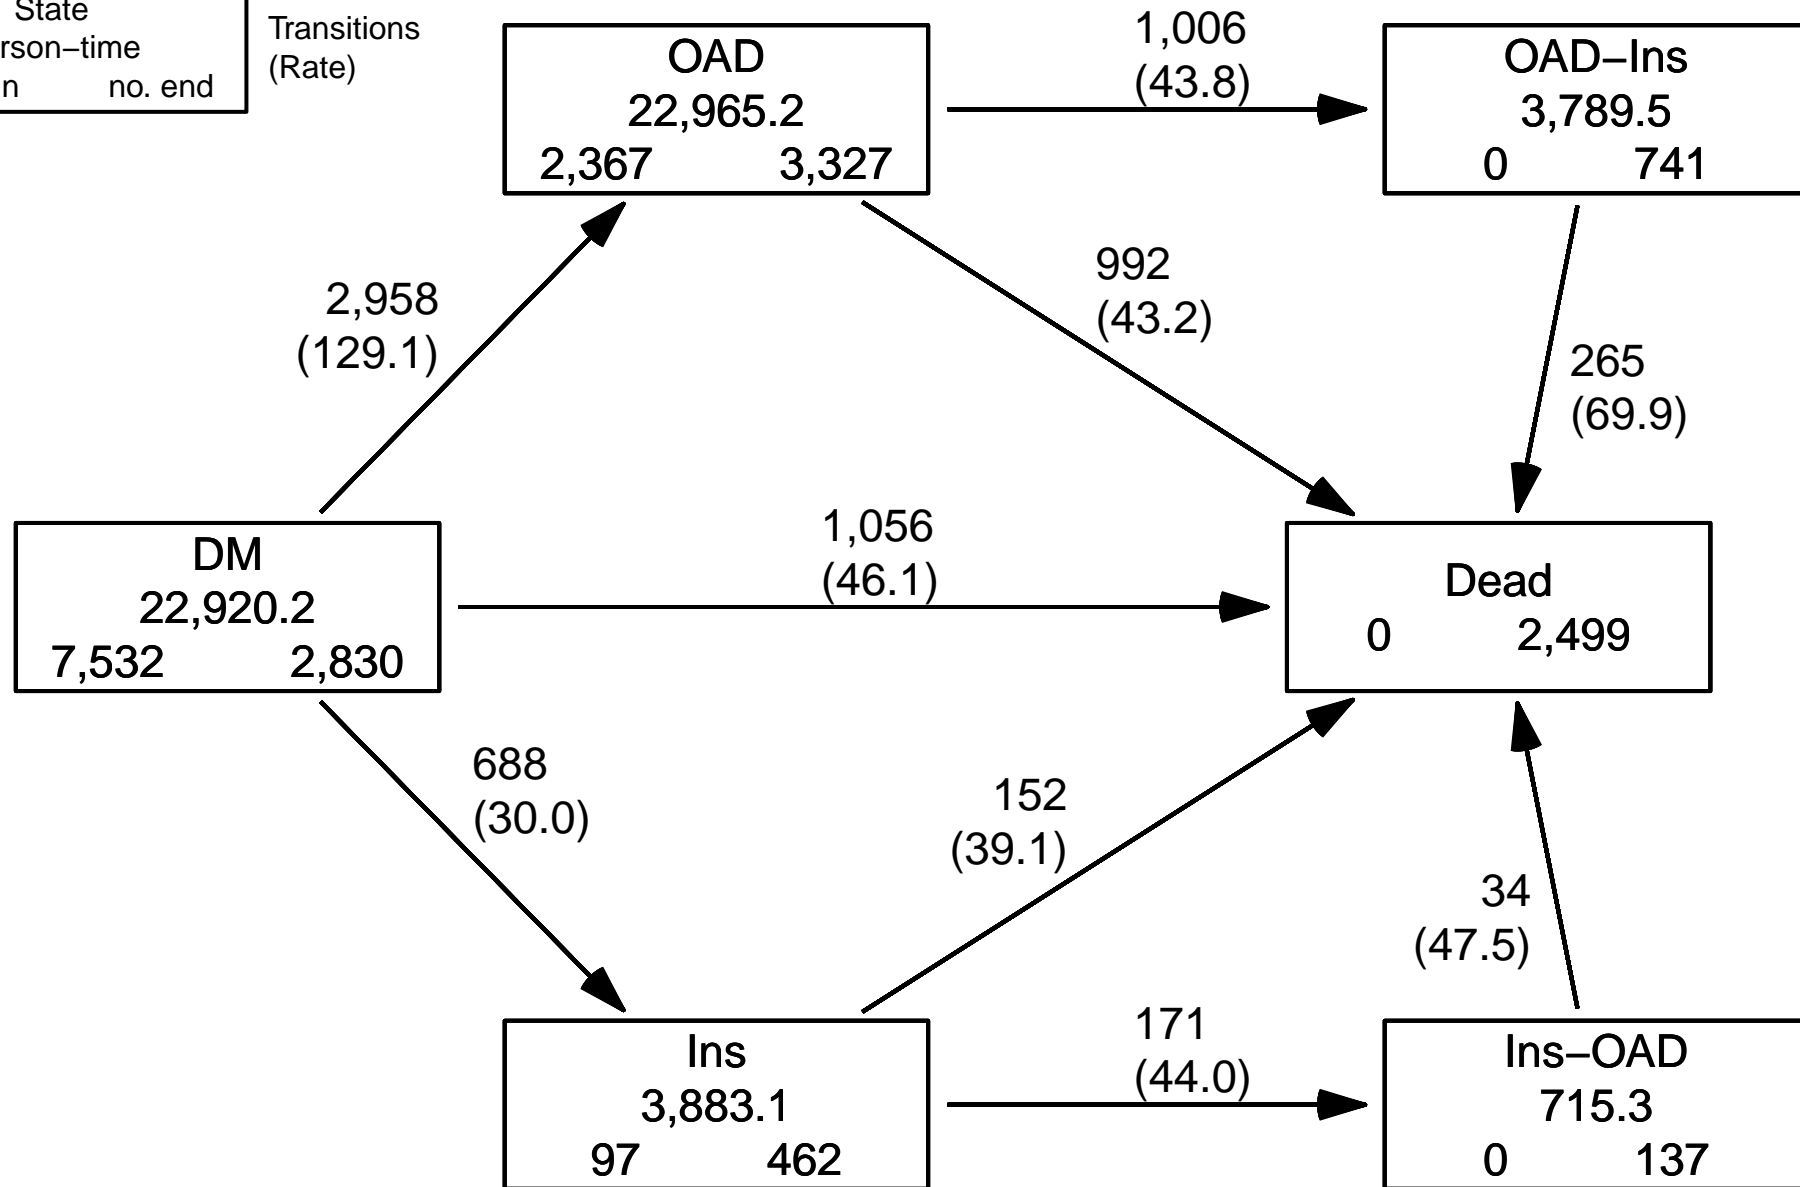 State
rson–time
n no. end
Transitions
(Rate)
OAD
22,965.2
2,367 3,327
1,006
(43.8)
OAD–Ins
3,789.5
0 741
2,958
(129.1)
992
(43.2)
265
(69.9)
DM
22,920.2
7,532 2,830
1,056
(46.1)
Dead
0 2,499
688
(30.0)
152
(39.1)
34
(47.5)
Ins
3,883.1
97 462
171
(44.0)
Ins–OAD
715.3
0 137